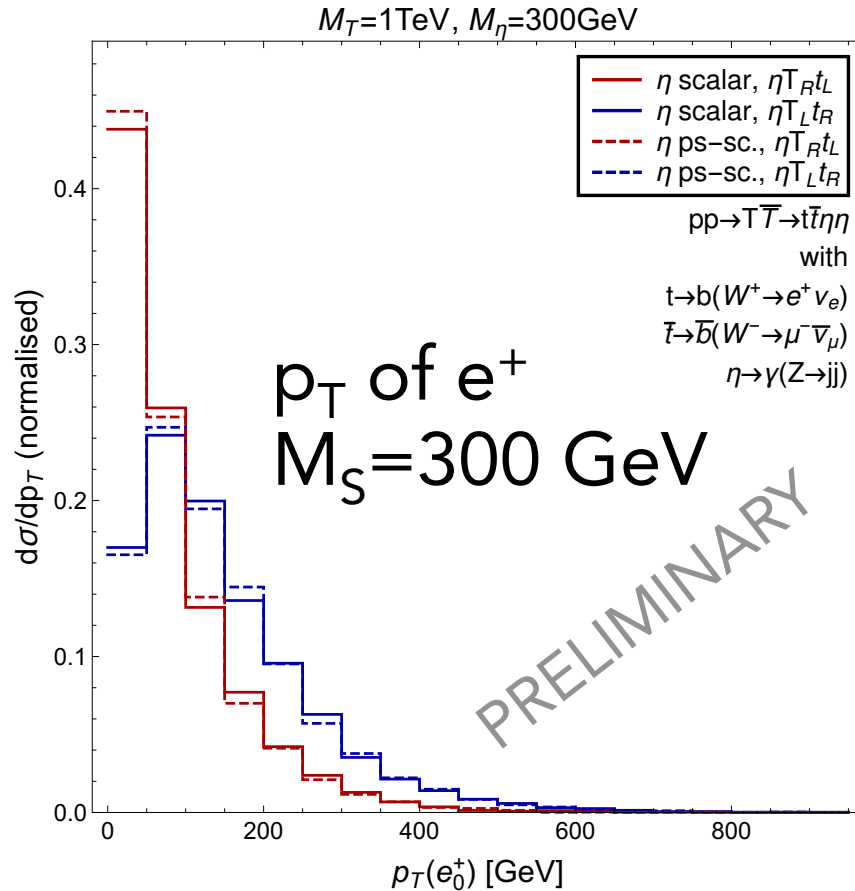 M_T=1TeV, M_η=300GeV
η scalar, ηT_Rt_L
η scalar, ηT_Lt_R
η ps-sc., ηT_Rt_L
η ps-sc., ηT_Lt_R
pp→TT̅→tt̅ηη
with
t→b(W⁺→e⁺ν_e)
t̅→b̅(W⁻→μ⁻ν̅_μ)
η→γ(Z→jj)
p_T of e⁺
M_S=300 GeV
PRELIMINARY
dσ/dp_T (normalised)
0.4
0.3
0.2
0.1
0.0
0 200 400 600 800
p_T(e₀⁺) [GeV]